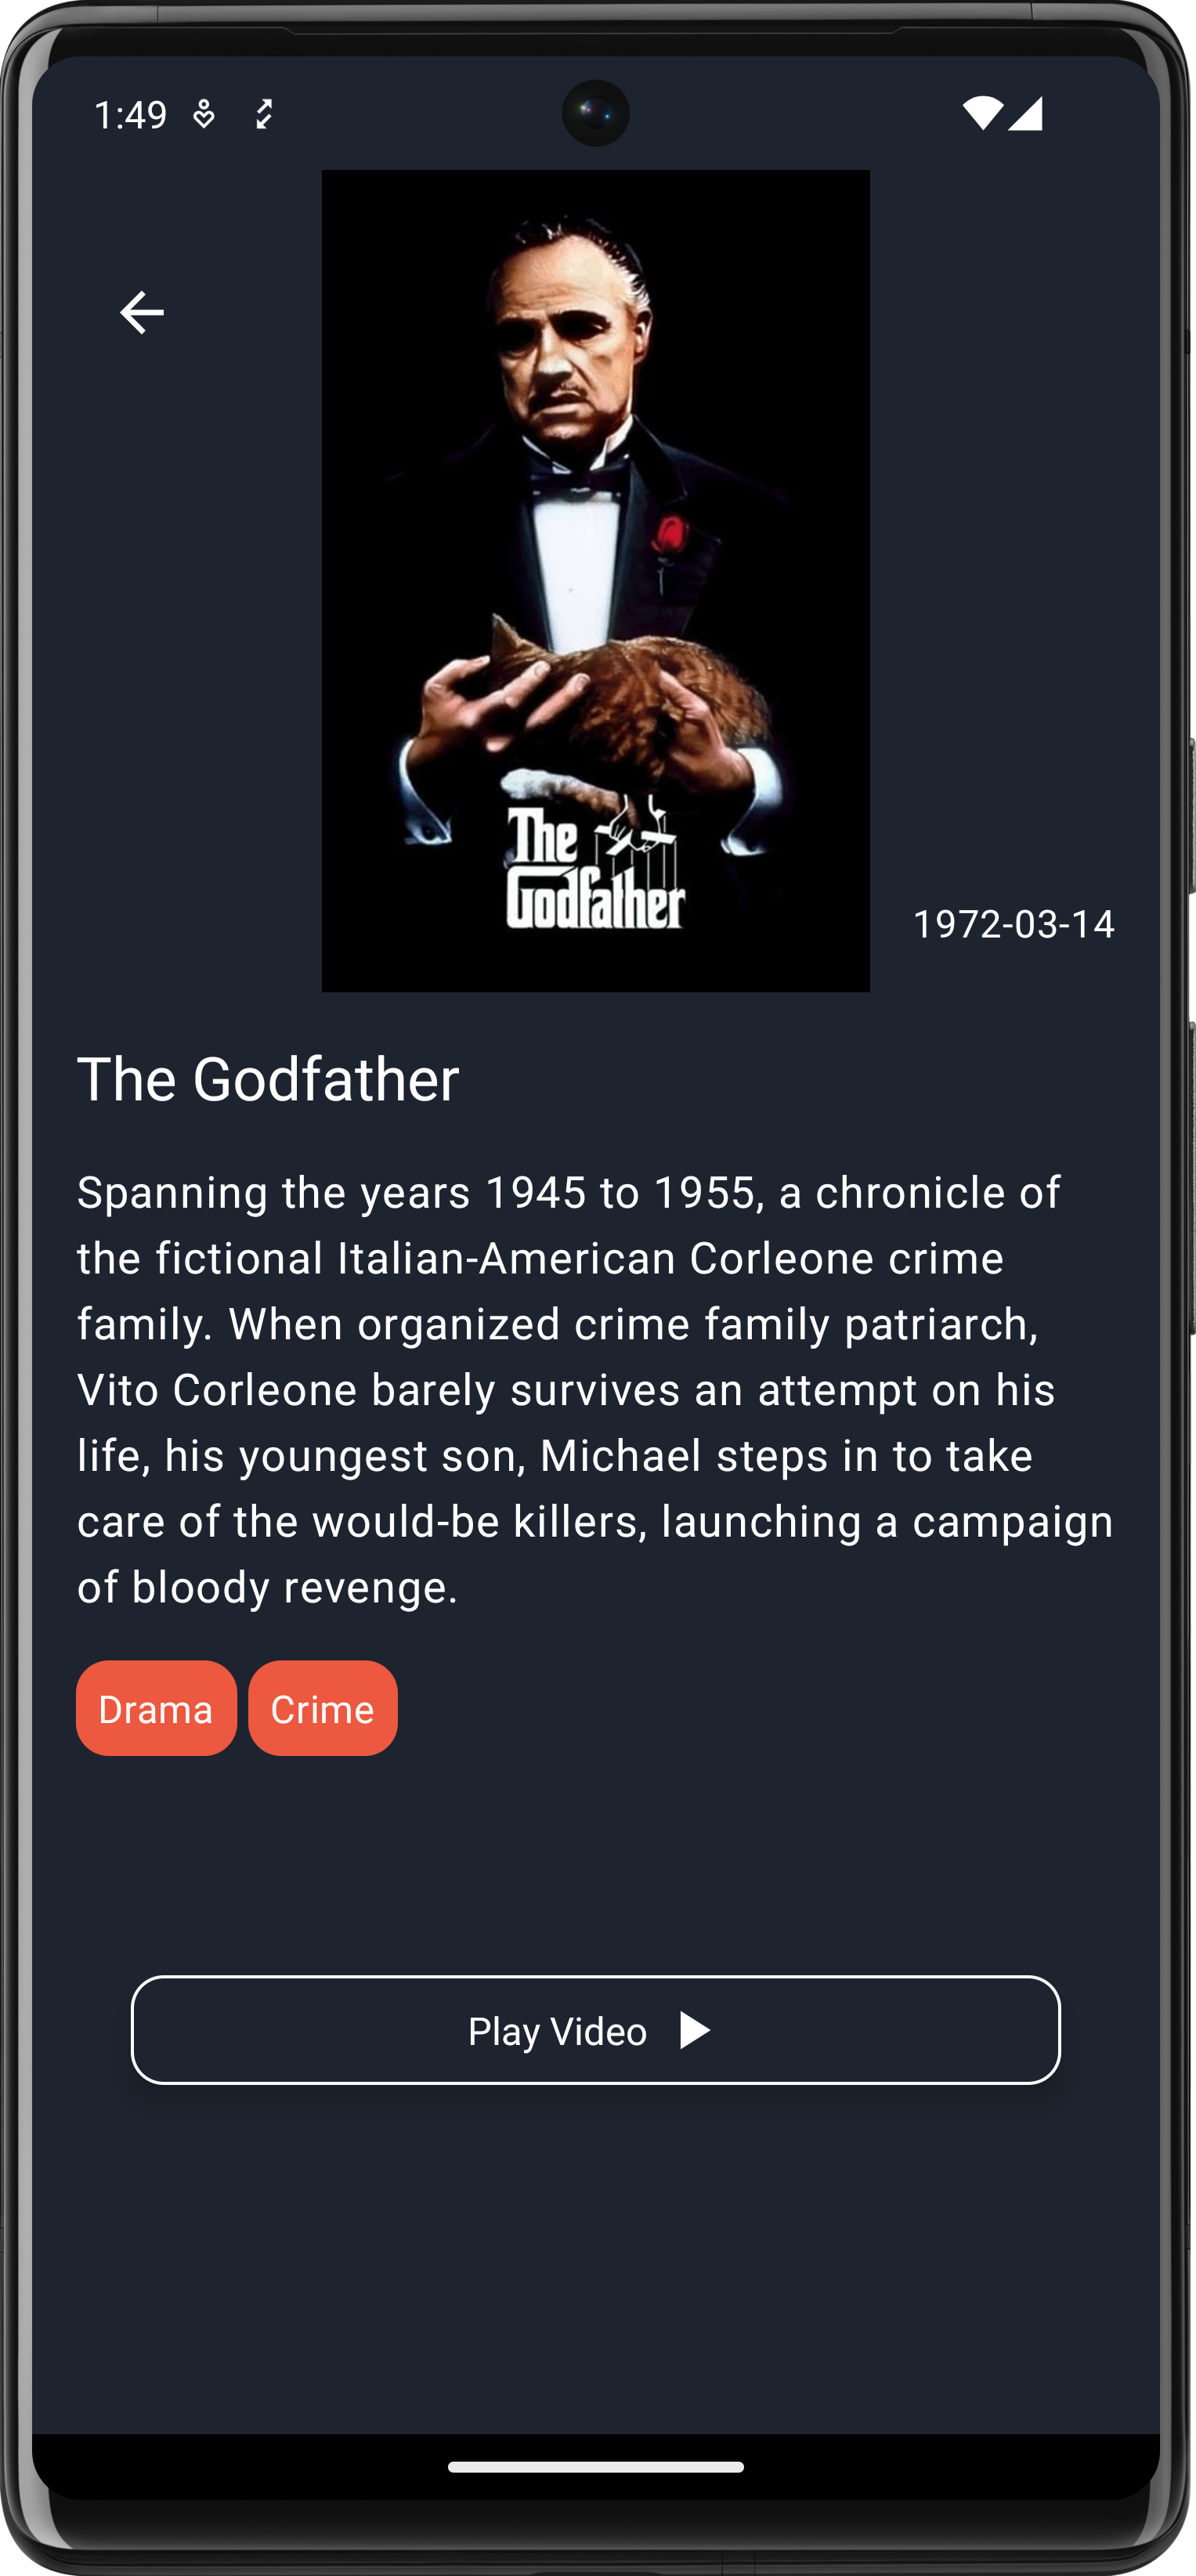 1:49
The
Godfather
1972-03-14
The Godfather
Spanning the years 1945 to 1955, a chronicle of
the fictional Italian-American Corleone crime
family. When organized crime family patriarch,
Vito Corleone barely survives an attempt on his
life, his youngest son, Michael steps in to take
care of the would-be killers, launching a campaign
of bloody revenge.
Drama Crime
Play Video